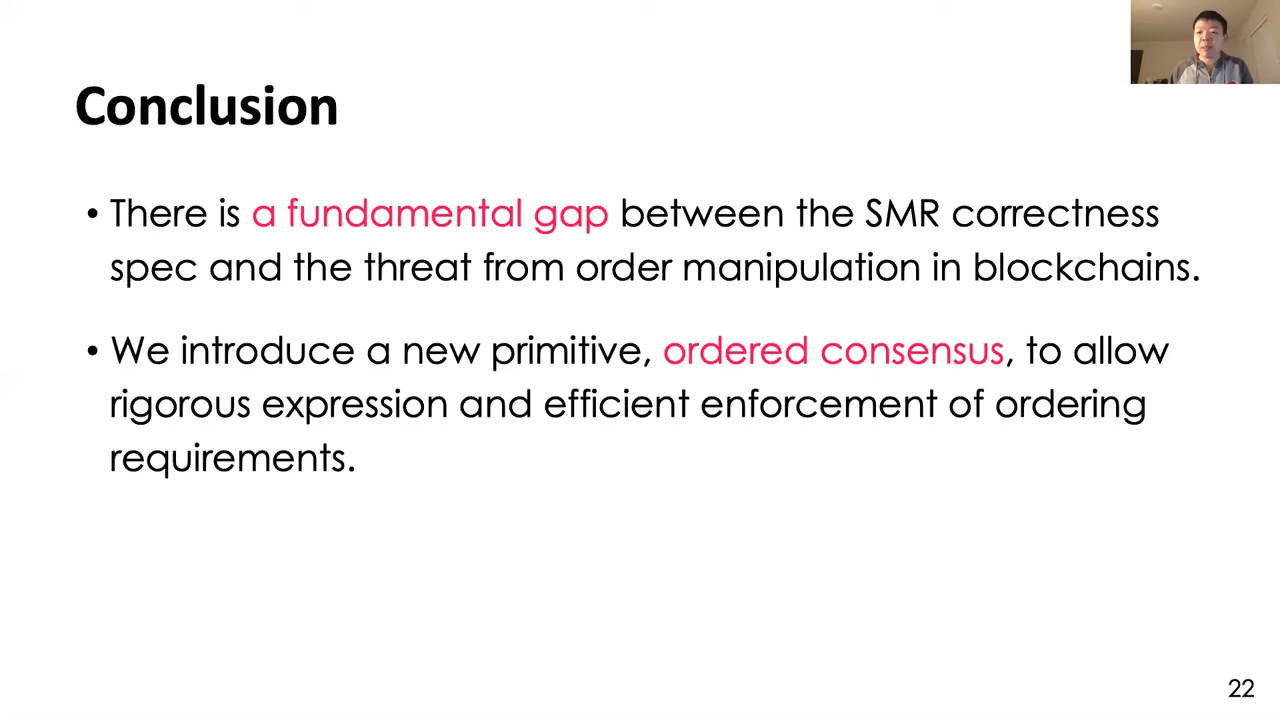 Conclusion
• There is a fundamental gap between the SMR correctness
spec and the threat from order manipulation in blockchains.
• We introduce a new primitive, ordered consensus, to allow
rigorous expression and efficient enforcement of ordering
requirements.
22